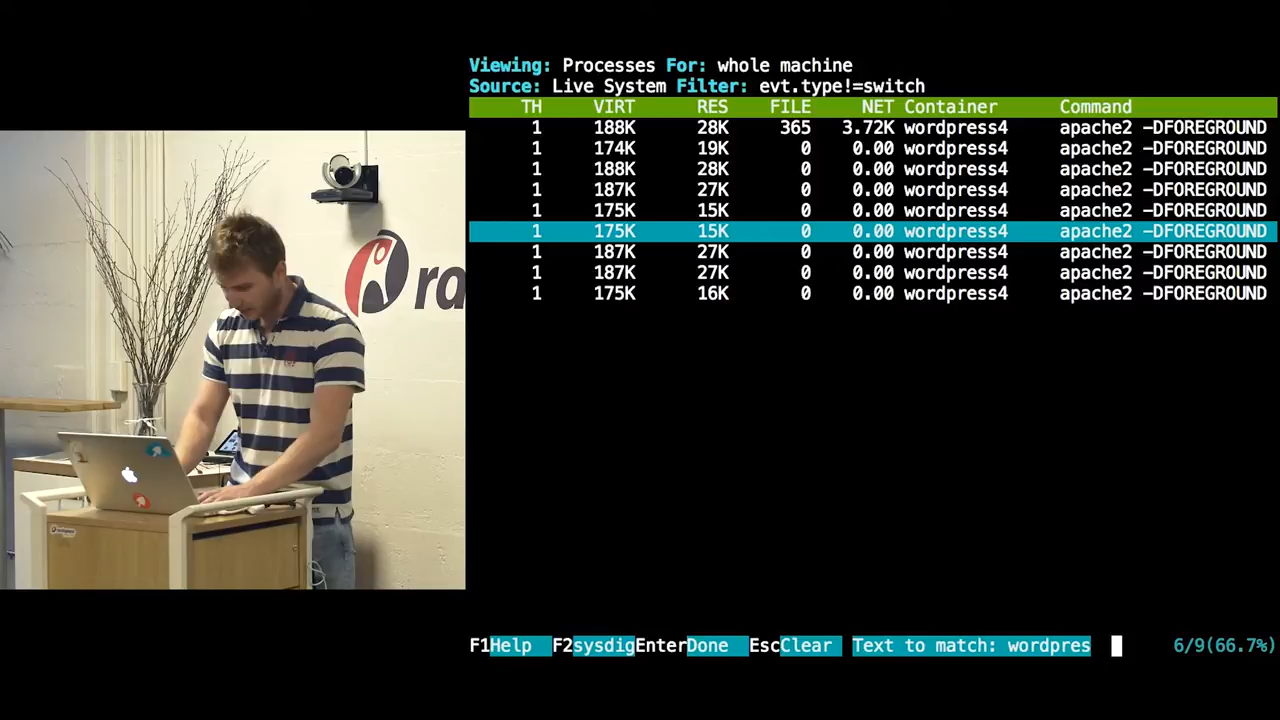 Viewing: Processes For: whole machine
Source: Live System Filter: evt.type!=switch
TH VIRT RES FILE NET Container Command
1 188K 28K 365 3.72K wordpress4 apache2 -DFOREGROUND
1 174K 19K 0 0.00 wordpress4 apache2 -DFOREGROUND
1 188K 28K 0 0.00 wordpress4 apache2 -DFOREGROUND
1 187K 27K 0 0.00 wordpress4 apache2 -DFOREGROUND
1 175K 15K 0 0.00 wordpress4 apache2 -DFOREGROUND
1 175K 15K 0 0.00 wordpress4 apache2 -DFOREGROUND
1 187K 27K 0 0.00 wordpress4 apache2 -DFOREGROUND
1 187K 27K 0 0.00 wordpress4 apache2 -DFOREGROUND
1 175K 16K 0 0.00 wordpress4 apache2 -DFOREGROUND
ra
F1Help F2sysdigEnterDone EscClear Text to match: wordpres 6/9(66.7%)